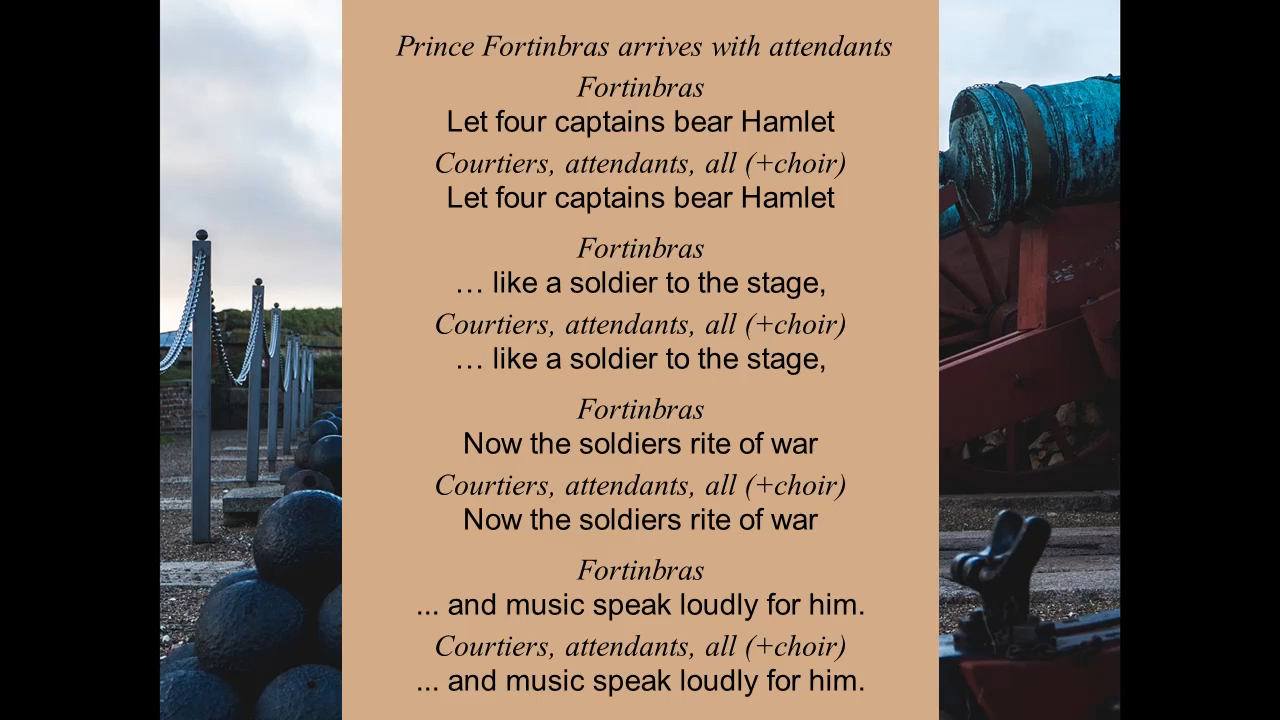 Prince Fortinbras arrives with attendants
Fortinbras
Let four captains bear Hamlet
Courtiers, attendants, all (+choir)
Let four captains bear Hamlet
Fortinbras
… like a soldier to the stage,
Courtiers, attendants, all (+choir)
… like a soldier to the stage,
Fortinbras
Now the soldiers rite of war
Courtiers, attendants, all (+choir)
Now the soldiers rite of war
Fortinbras
... and music speak loudly for him.
Courtiers, attendants, all (+choir)
... and music speak loudly for him.